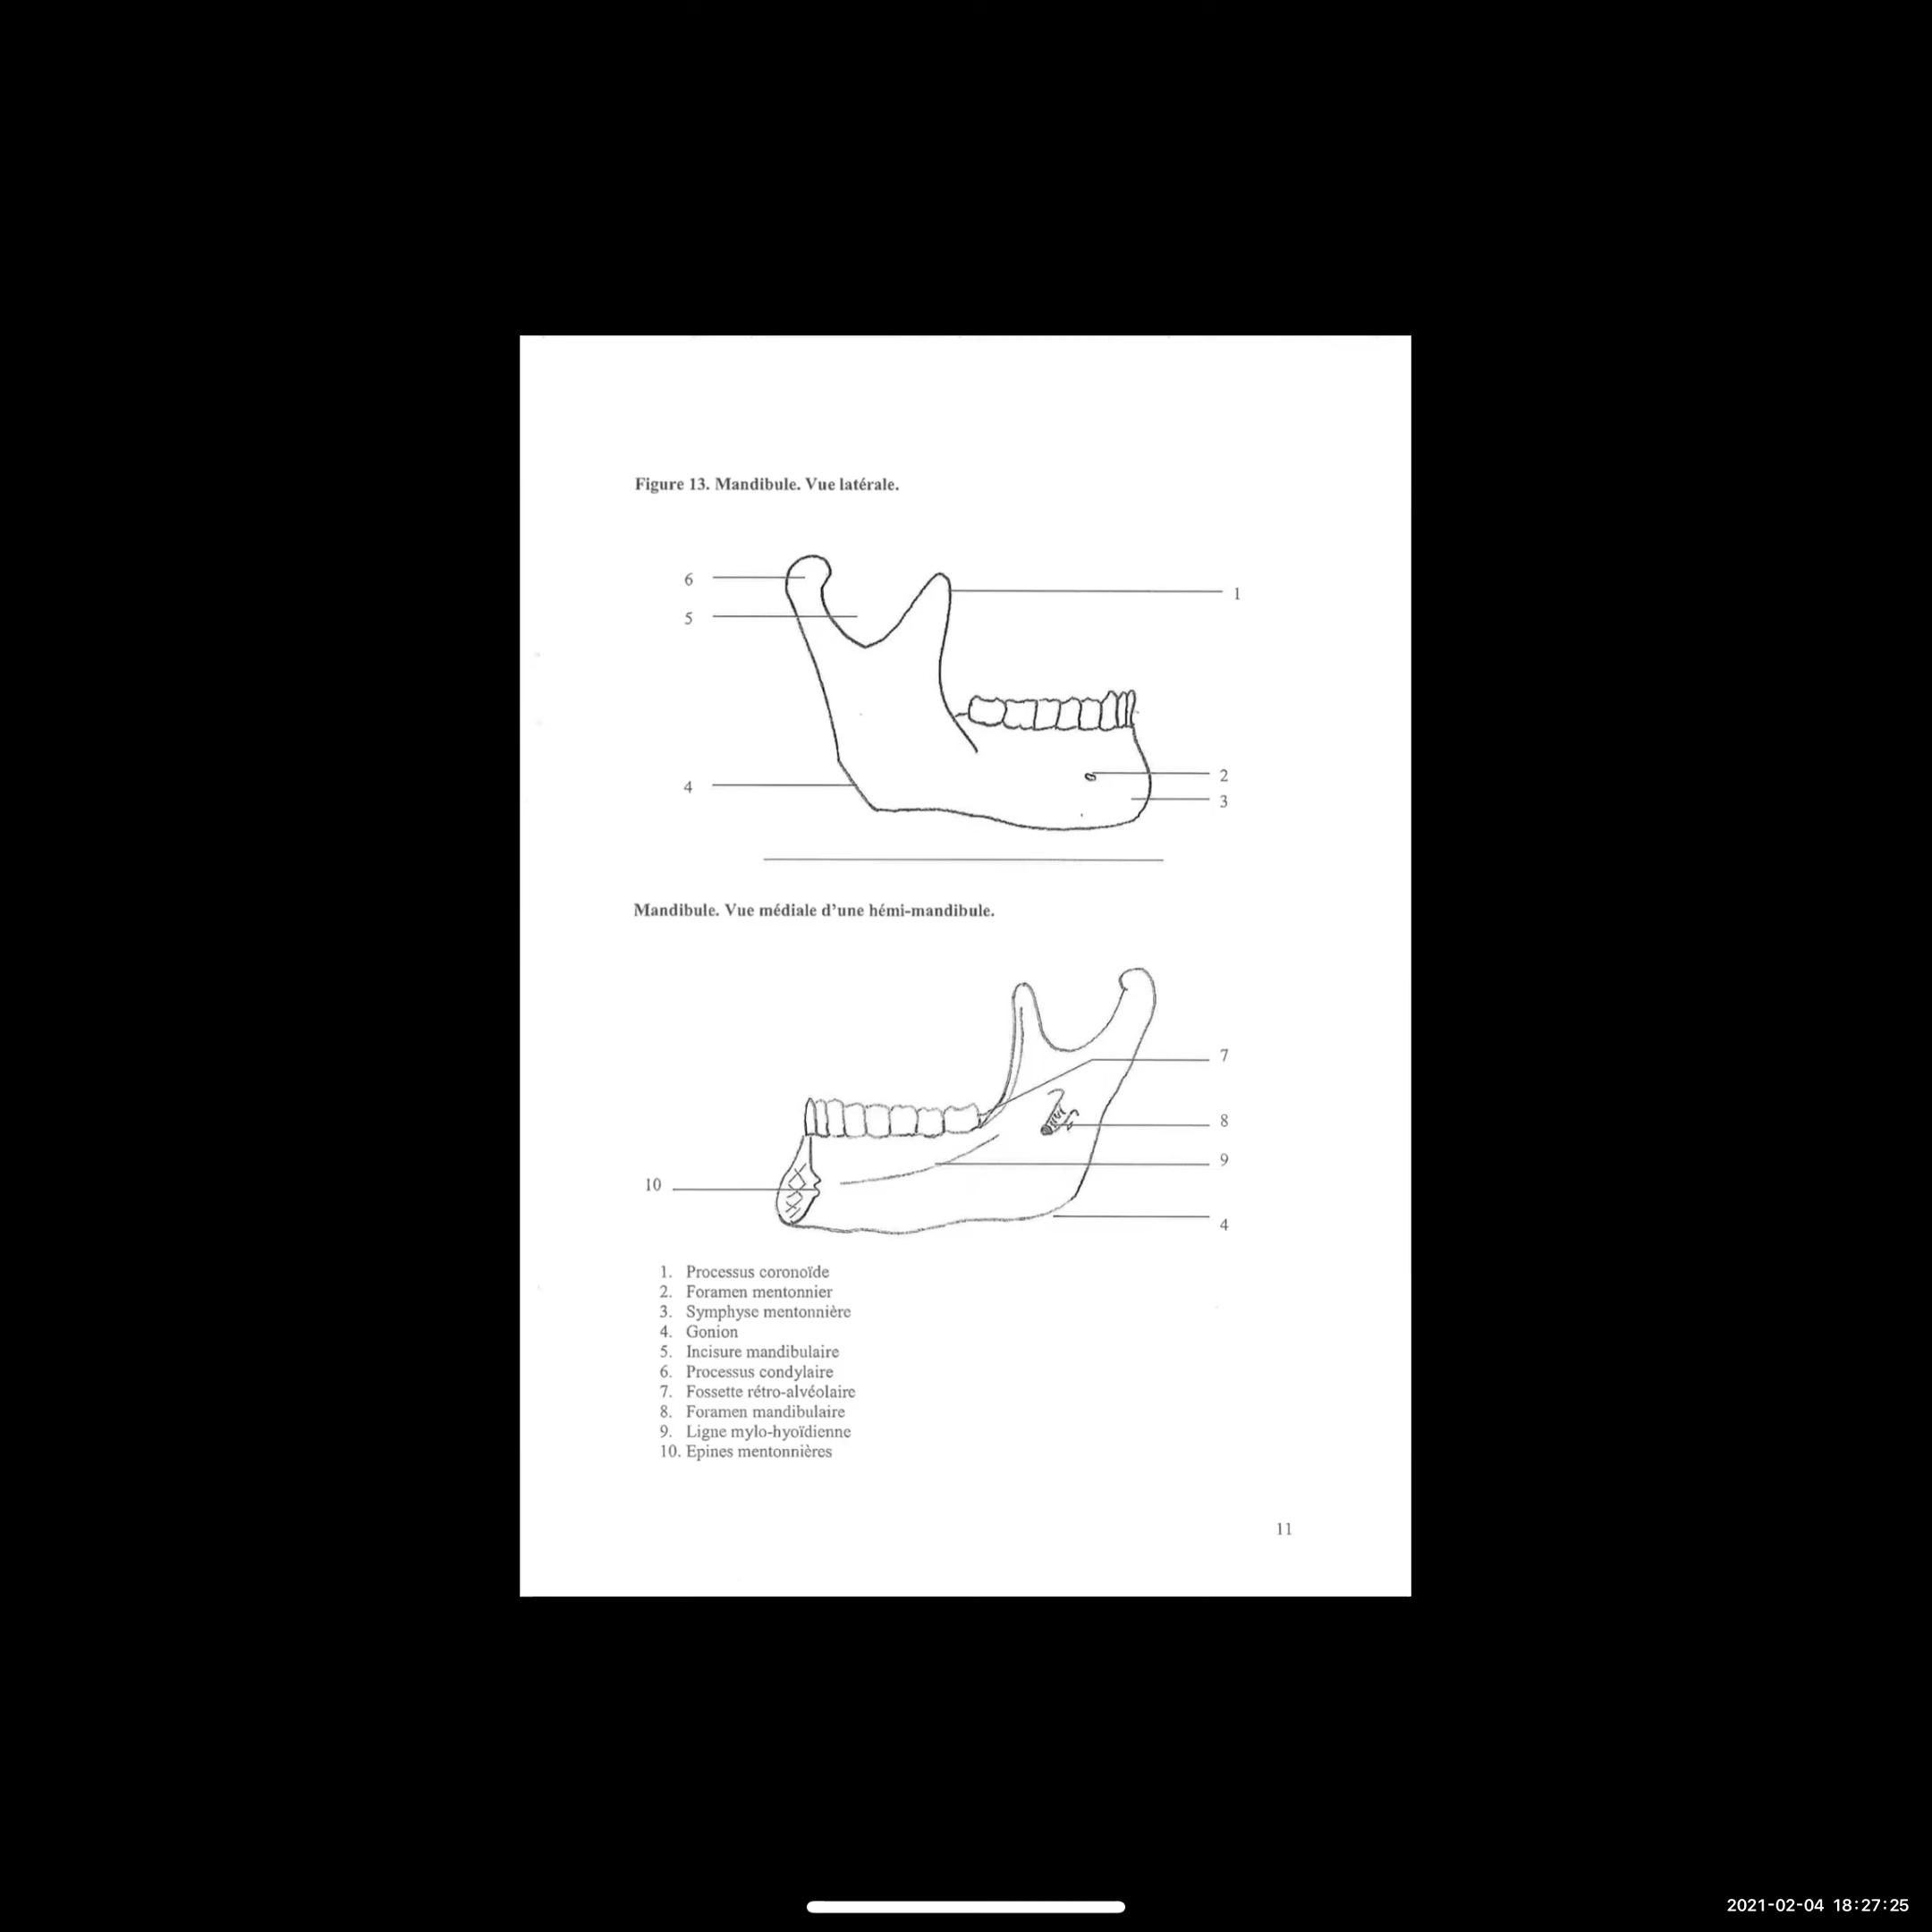 Figure 13. Mandibule. Vue latérale.
6
1
5
2
4
3
Mandibule. Vue médiale d'une hémi-mandibule.
7
8
9
10
4
1. Processus coronoïde
2. Foramen mentonnier
3. Symphyse mentonnière
4. Gonion
5. Incisure mandibulaire
6. Processus condylaire
7. Fossette rétro-alvéolaire
8. Foramen mandibulaire
9. Ligne mylo-hyoïdienne
10. Epines mentonnières
11
2021-02-04 18:27:25